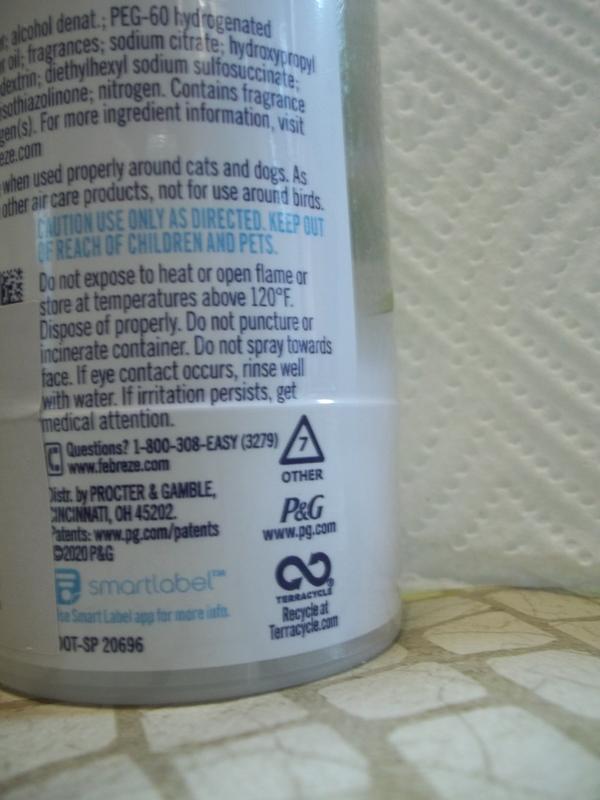 alcohol denat.; PEG-60 hydrogenated
oil; fragrances; sodium citrate; hydroxypropyl
dextrin; diethylhexyl sodium sulfosuccinate;
isothiazolinone; nitrogen. Contains fragrance
gen(s). For more ingredient information, visit
eze.com
when used properly around cats and dogs. As
other air care products, not for use around birds.
CAUTION USE ONLY AS DIRECTED. KEEP OUT
OF REACH OF CHILDREN AND PETS.
Do not expose to heat or open flame or
store at temperatures above 120°F.
Dispose of properly. Do not puncture or
incinerate container. Do not spray towards
face. If eye contact occurs, rinse well
with water. If irritation persists, get
medical attention.
Questions? 1-800-308-EASY (3279)
www.febreze.com
7
OTHER
Distr. by PROCTER & GAMBLE,
CINCINNATI, OH 45202.
Patents: www.pg.com/patents
©2020 P&G
P&G
www.pg.com
smartlabel™
Use Smart Label app for more info.
TERRACYCLE®
Recycle at
Terracycle.com
DOT-SP 20696